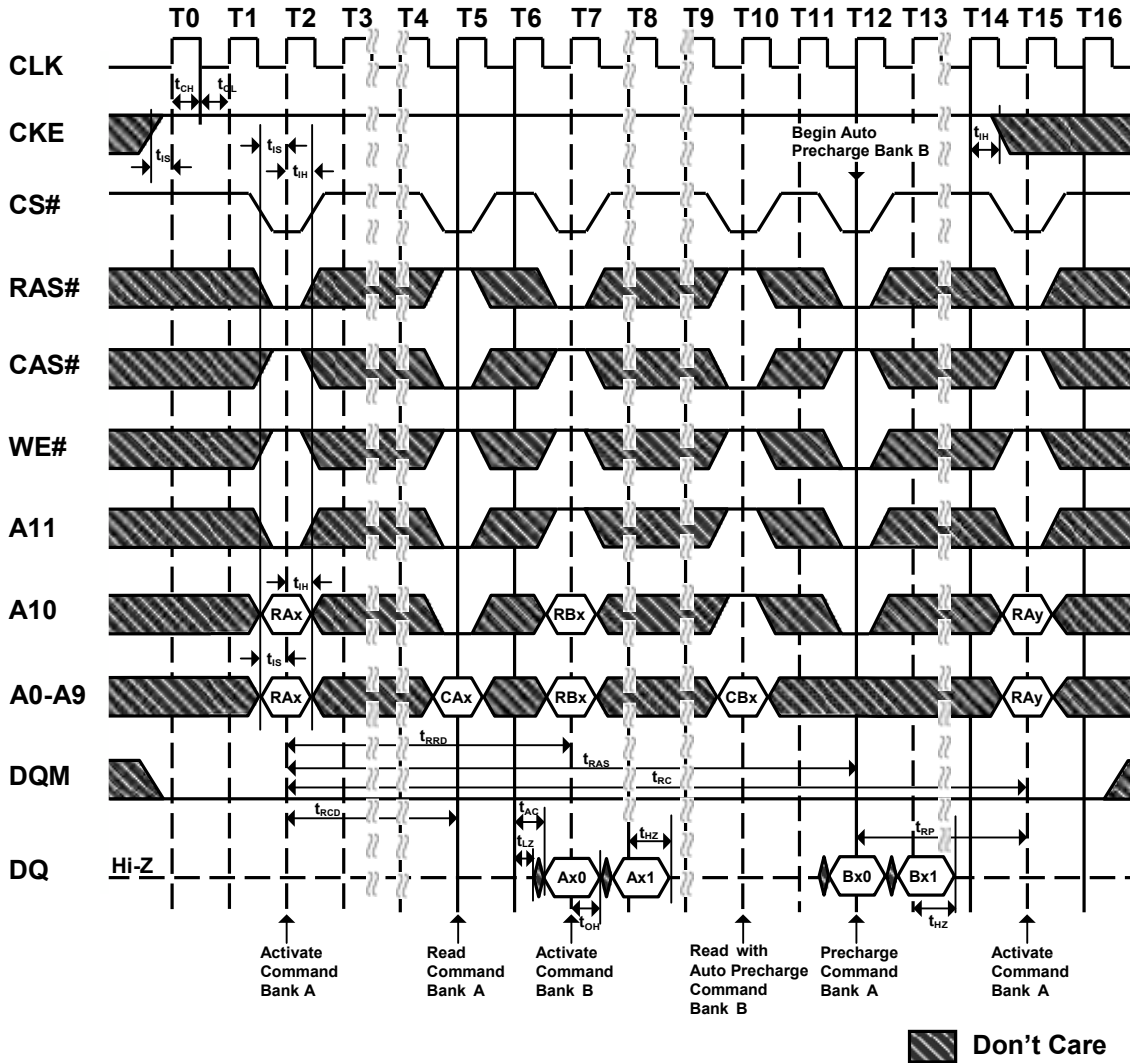 T0 T1 T2 T3 T4 T5 T6 T7 T8 T9 T10 T11 T12 T13 T14 T15 T16
CLK
tCH tCL
CKE
tIS tIS tIH
Begin Auto
Precharge Bank B
tIH
CS#
RAS#
CAS#
WE#
A11
tIH
A10
RAx RBx RAy
tIS
A0-A9
RAx CAx RBx CBx RAy
tRRD
tRAS
DQM
tRC
tRCD
tAC
tLZ
tHZ
tRP
DQ
Hi-Z
Ax0 Ax1 Bx0 Bx1
tOH
tHZ
Activate
Command
Bank A
Read
Command
Bank A
Activate
Command
Bank B
Read with
Auto Precharge
Command
Bank B
Precharge
Command
Bank A
Activate
Command
Bank A
Don't Care